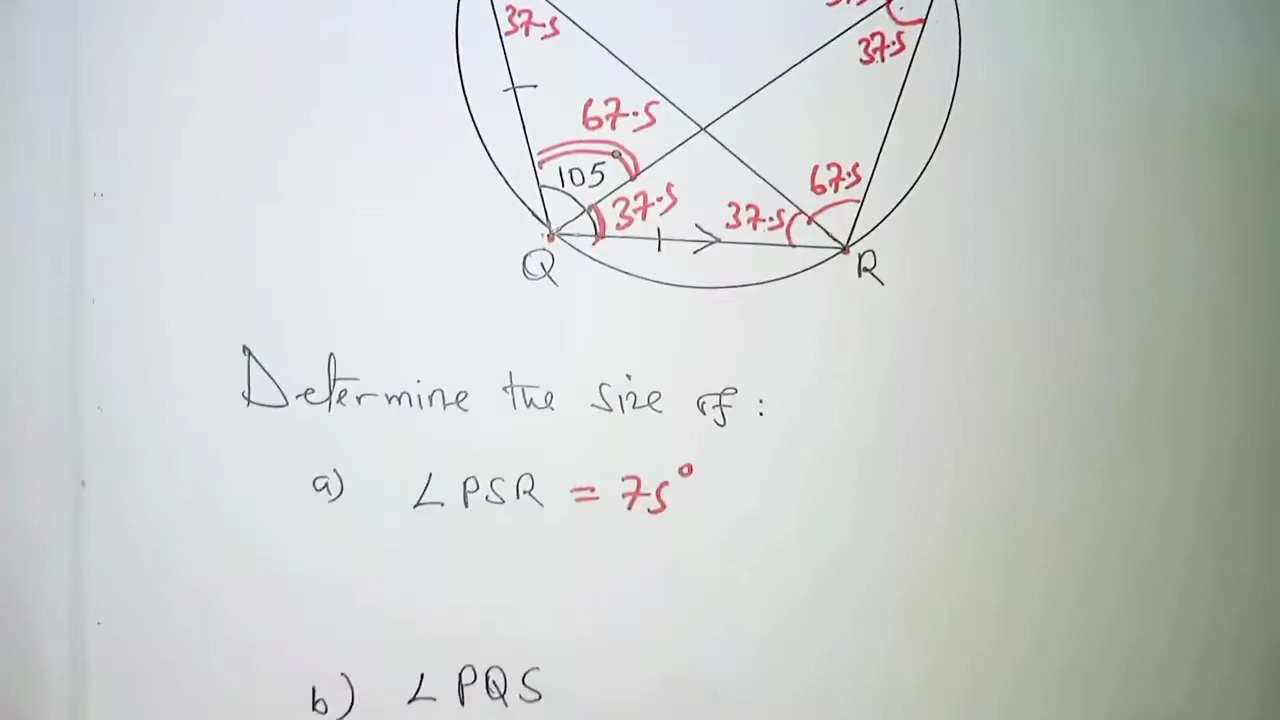 37.5
37.5
67.5
105°
67.5
37.5
37.5
Q
R
Determine the size of :
a) ∠ PSR = 75°
b) ∠ PQS